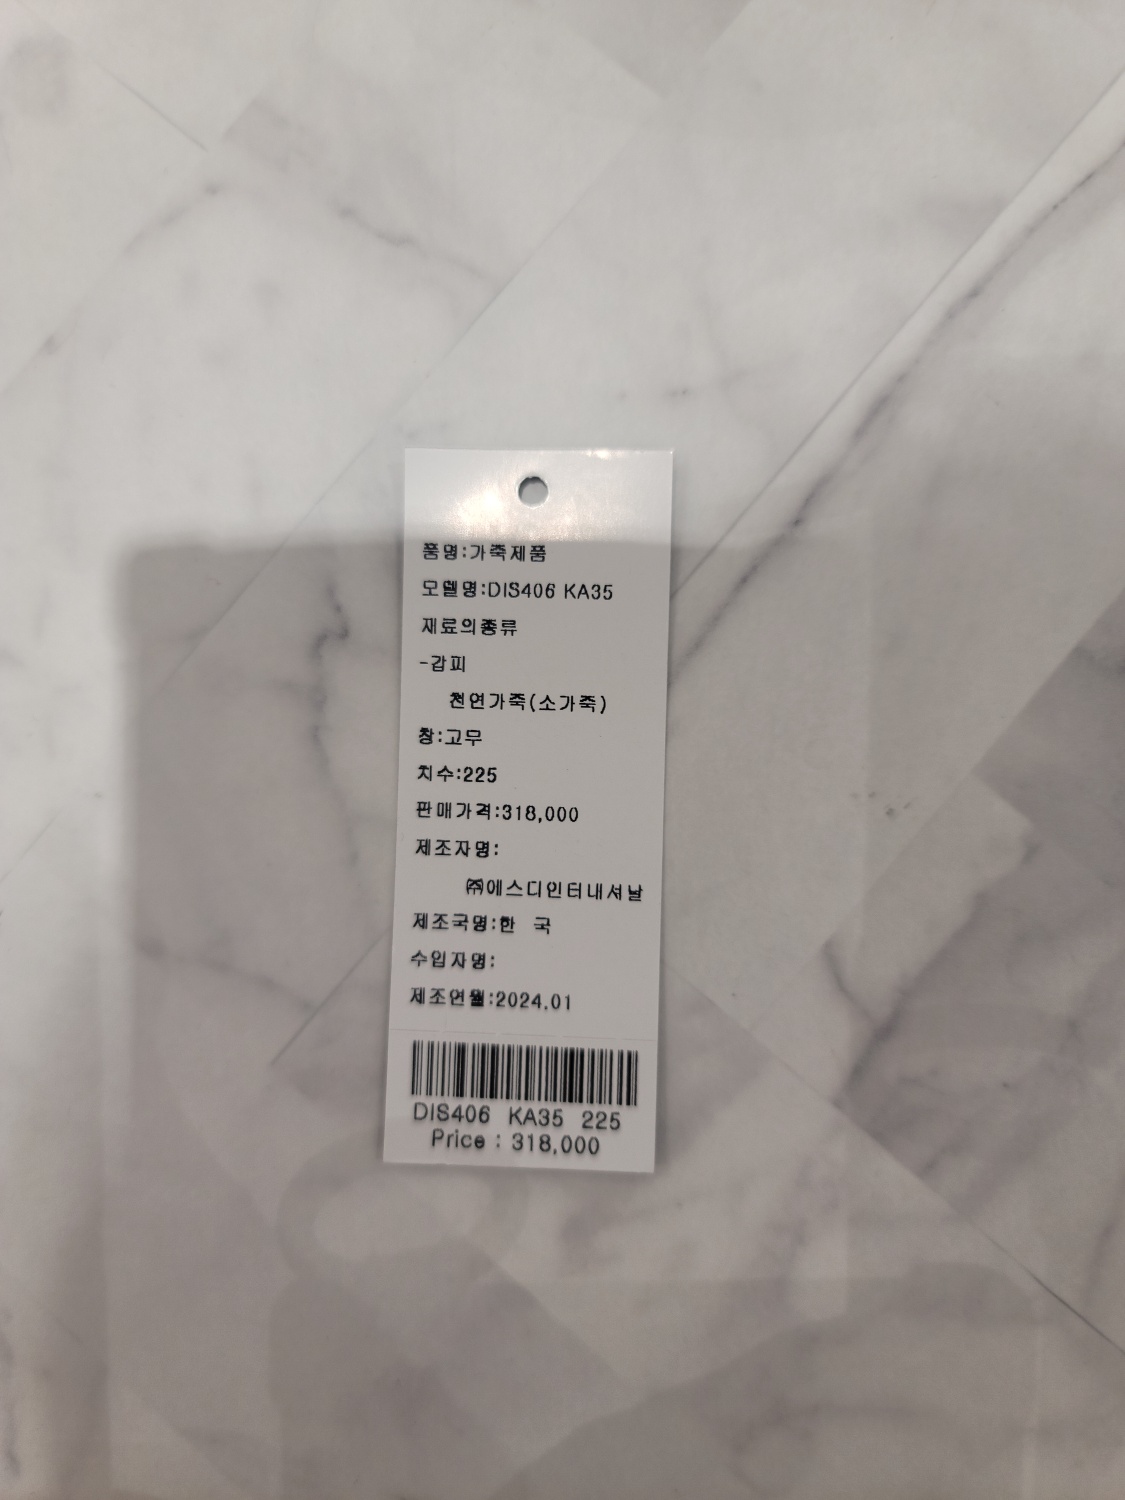 품명:가죽제품
모델명:DIS406 KA35
재료의종류
-갑피
천연가죽(소가죽)
창:고무
치수:225
판매가격:318,000
제조자명:
㈜에스디인터내셔날
제조국명:한 국
수입자명:
제조연월:2024.01
DIS406 KA35 225
Price : 318,000